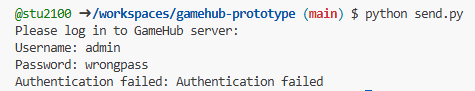 @stu2100 ➜/workspaces/gamehub-prototype (main) $ python send.py
Please log in to GameHub server:
Username: admin
Password: wrongpass
Authentication failed: Authentication failed